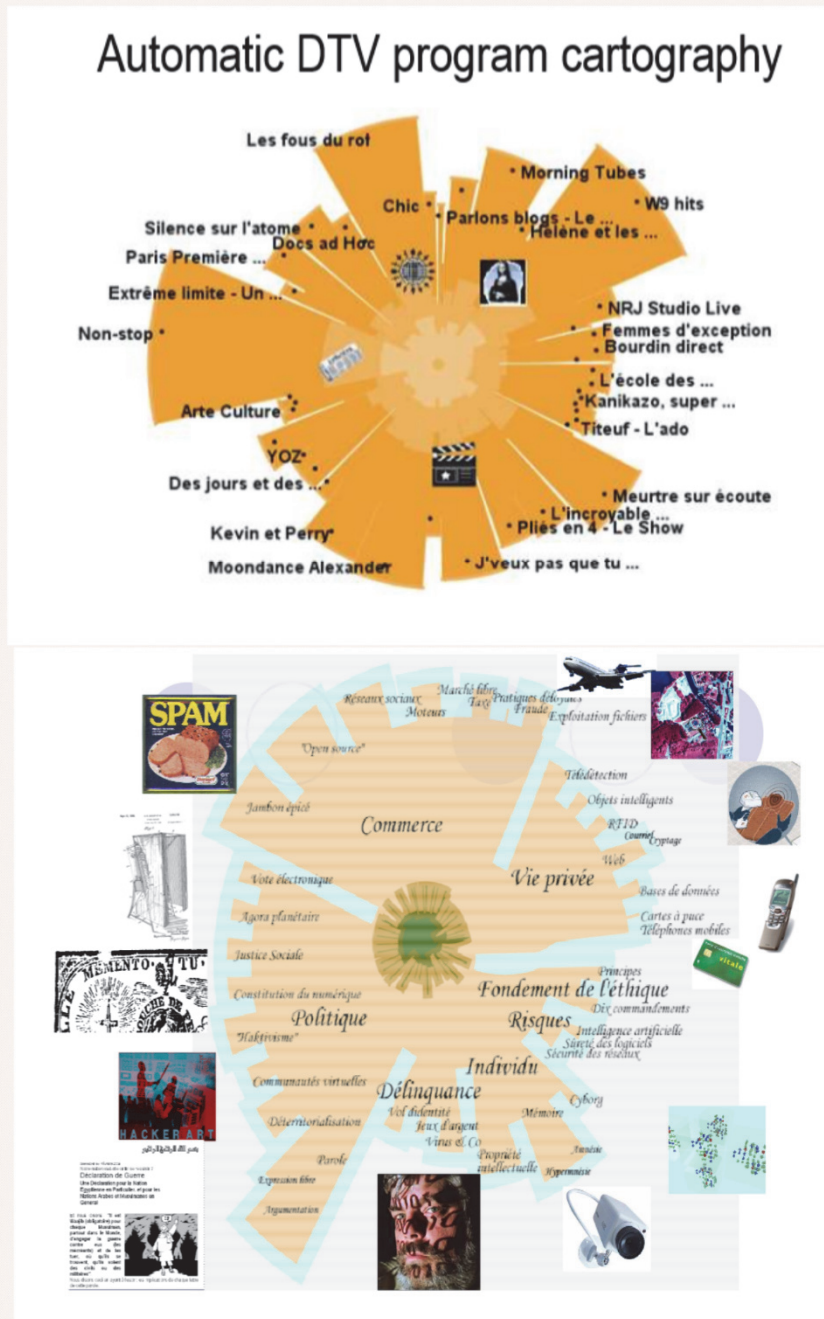 Automatic DTV program cartography
Les fous du rot
Morning Tubes
Chic
W9 hits
Parlons blogs - Le ...
Silence sur l'atome
Hélène et les ...
Docs ad Hoc
Paris Première ...
Extrême limite - Un ...
NRJ Studio Live
Non-stop
Femmes d'exception
Bourdin direct
L'école des ...
Arte Culture
Kanikazo, super ...
Titeuf - L'ado
YOZ
Des jours et des ...
Meurtre sur écoute
L'incroyable ...
Pliés en 4 - Le Show
Kevin et Perry
Moondance Alexander
J'veux pas que tu ...
Réseaux sociaux
Marché libre
Taxe
Pratiques déloyales
Moteurs
Fraude
Exploitation fichiers
SPAM
"Open source"
Télédétection
Jambon épicé
Objets intelligents
Commerce
RFID
Courriel
Cryptage
Web
Vie privée
Vote électronique
Bases de données
Agora planétaire
Cartes à puce
Téléphones mobiles
Justice Sociale
vitale
MEMENTO TU
Principes
Constitution du numérique
Fondement de l'éthique
Dix commandements
Politique
Risques
Intelligence artificielle
"Haktivisme"
Sûreté des logiciels
Sécurité des réseaux
Individu
Communautés virtuelles
Délinquance
Cyborg
Vol didentité
Mémoire
Déterritorialisation
Jeux d'argent
HACKER ART
Virus & Co
Parole
Propriété
intellectuelle
Amnésie
Hypermnésie
Expression libre
Argumentation
Déclaration de Guerre
Une Déclaration pour la Nation